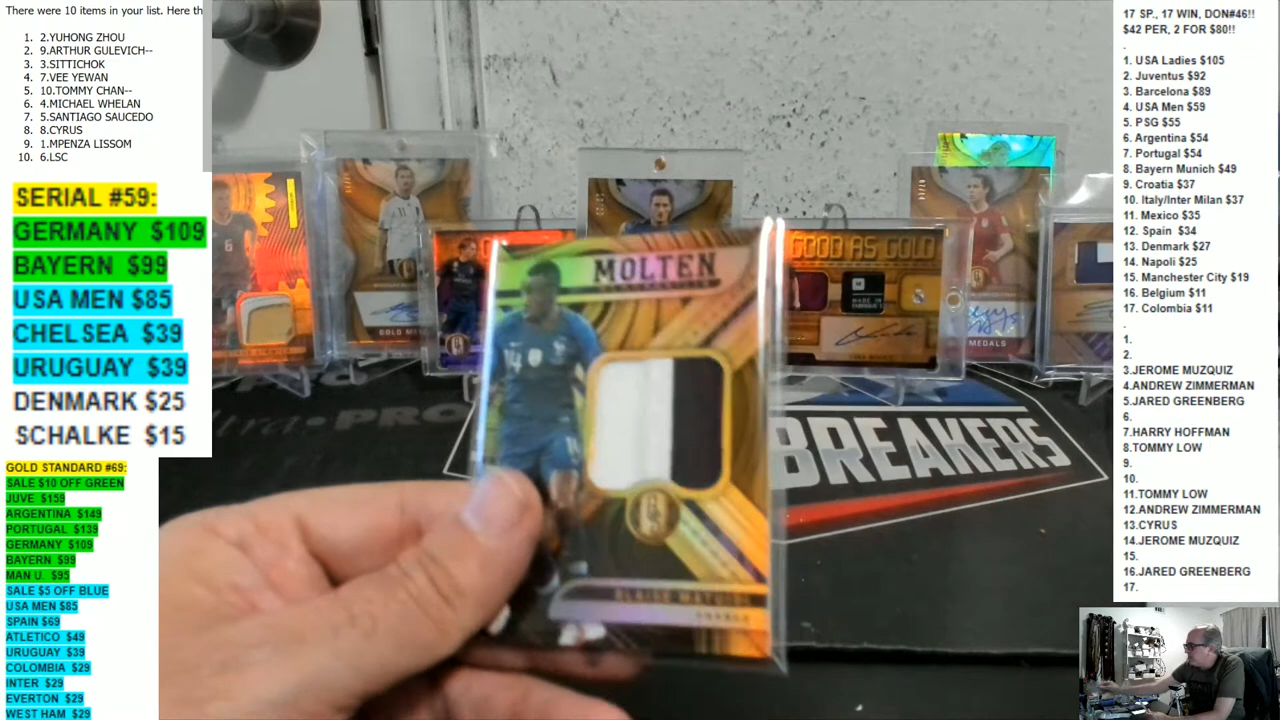 There were 10 items in your list. Here th
1. 2.YUHONG ZHOU
2. 9.ARTHUR GULEVICH--
3. 3.SITTICHOK
4. 7.VEE YEWAN
5. 10.TOMMY CHAN--
6. 4.MICHAEL WHELAN
7. 5.SANTIAGO SAUCEDO
8. 8.CYRUS
9. 1.MPENZA LISSOM
10. 6.LSC
SERIAL #59:
GERMANY $109
BAYERN $99
USA MEN $85
CHELSEA $39
URUGUAY $39
DENMARK $25
SCHALKE $15
GOLD STANDARD #69:
SALE $10 OFF GREEN
JUVE $159
ARGENTINA $149
PORTUGAL $139
GERMANY $109
BAYERN $99
MAN U. $95
SALE $5 OFF BLUE
USA MEN $85
SPAIN $69
ATLETICO $49
URUGUAY $39
COLOMBIA $29
INTER $29
EVERTON $29
WEST HAM $29
MOLTEN
14
BLAISE MATUIDI
FRANCE
GOLD ME
GOOD AS GOLD
MADE IN
MEDALS
BREAKERS
PRO
17 SP., 17 WIN, DON#46!!
$42 PER, 2 FOR $80!!
.
1. USA Ladies $105
2. Juventus $92
3. Barcelona $89
4. USA Men $59
5. PSG $55
6. Argentina $54
7. Portugal $54
8. Bayern Munich $49
9. Croatia $37
10. Italy/Inter Milan $37
11. Mexico $35
12. Spain $34
13. Denmark $27
14. Napoli $25
15. Manchester City $19
16. Belgium $11
17. Colombia $11
.
1.
2.
3.JEROME MUZQUIZ
4.ANDREW ZIMMERMAN
5.JARED GREENBERG
6.
7.HARRY HOFFMAN
8.TOMMY LOW
9.
10.
11.TOMMY LOW
12.ANDREW ZIMMERMAN
13.CYRUS
14.JEROME MUZQUIZ
15.
16.JARED GREENBERG
17.